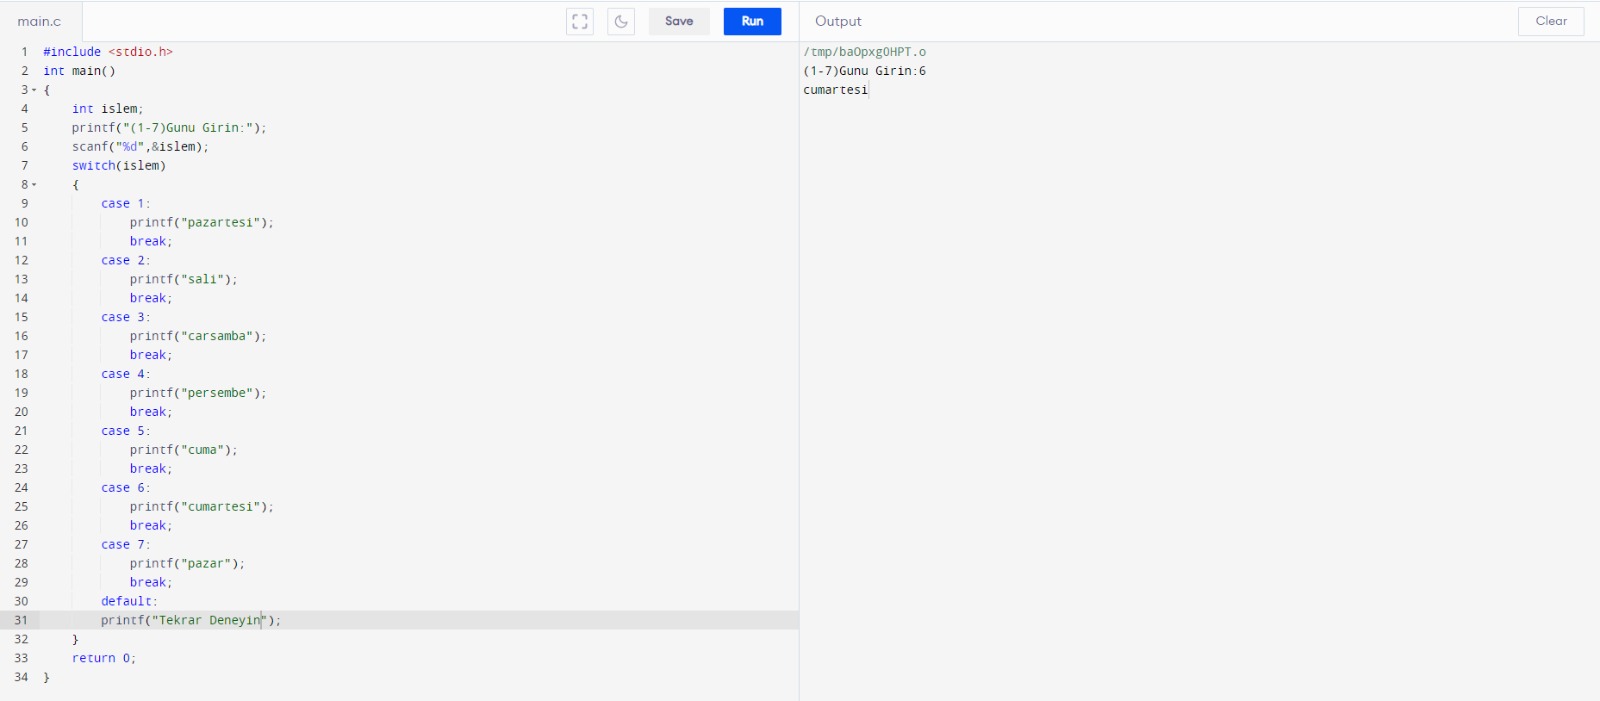 main.c
Save
Run
Output
Clear
1 #include <stdio.h>
2 int main()
3 {
4     int islem;
5     printf("(1-7)Gunu Girin:");
6     scanf("%d",&islem);
7     switch(islem)
8     {
9         case 1:
10             printf("pazartesi");
11             break;
12         case 2:
13             printf("sali");
14             break;
15         case 3:
16             printf("carsamba");
17             break;
18         case 4:
19             printf("persembe");
20             break;
21         case 5:
22             printf("cuma");
23             break;
24         case 6:
25             printf("cumartesi");
26             break;
27         case 7:
28             printf("pazar");
29             break;
30         default:
31         printf("Tekrar Deneyin");
32     }
33     return 0;
34 }
/tmp/baOpxg0HPT.o
(1-7)Gunu Girin:6
cumartesi